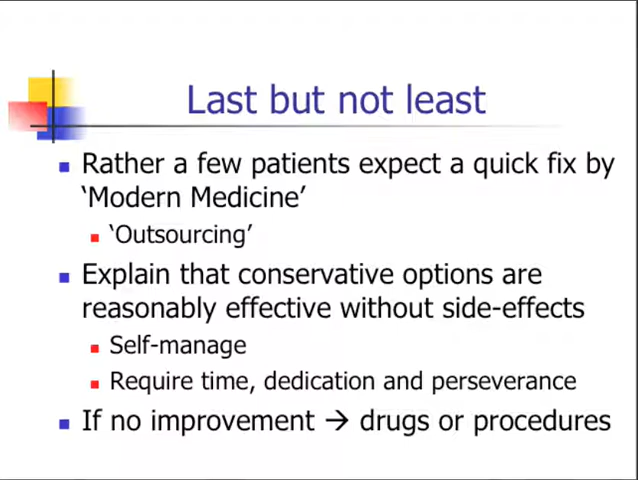 Last but not least
Rather a few patients expect a quick fix by
‘Modern Medicine’
‘Outsourcing’
Explain that conservative options are
reasonably effective without side-effects
Self-manage
Require time, dedication and perseverance
If no improvement → drugs or procedures